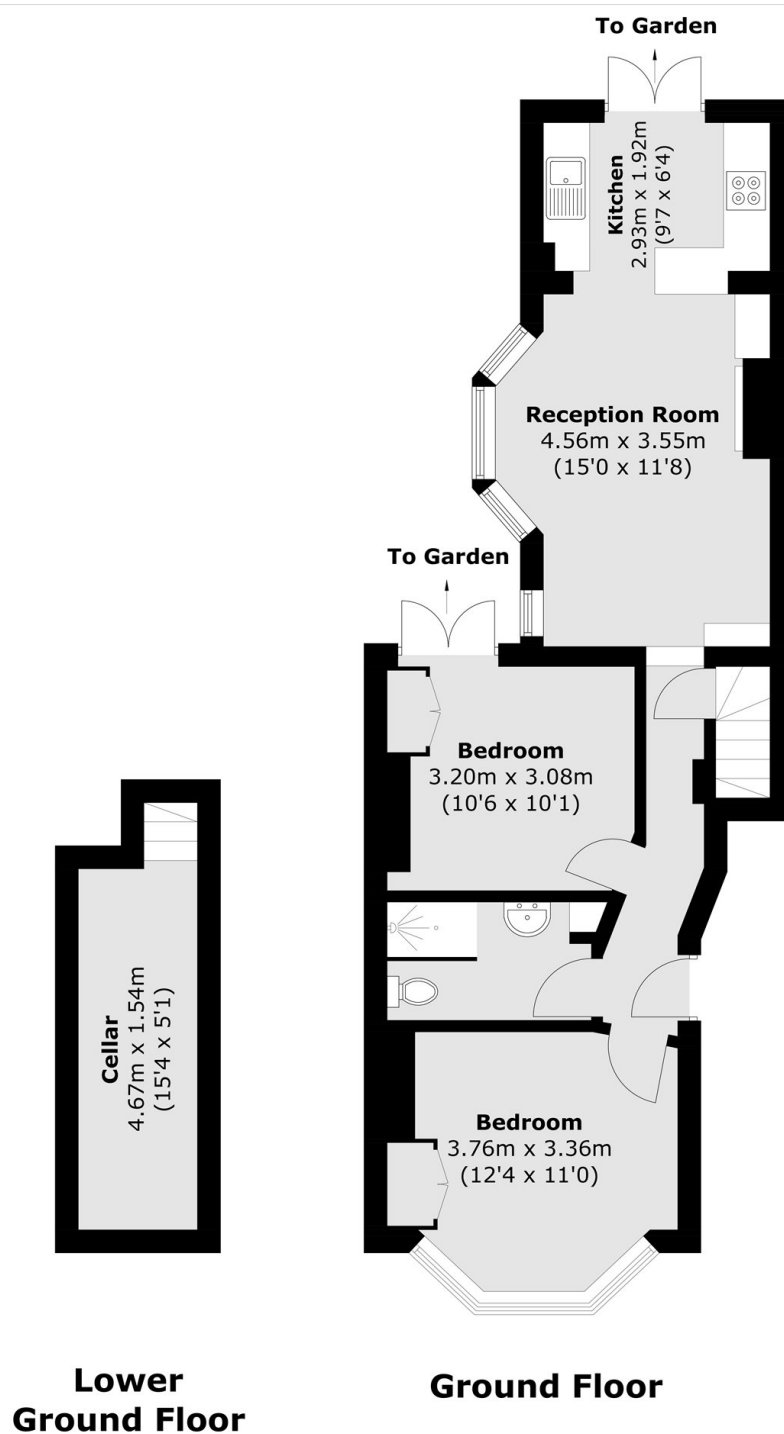 To Garden
Kitchen
2.93m x 1.92m
(9'7 x 6'4)
Reception Room
4.56m x 3.55m
(15'0 x 11'8)
To Garden
Bedroom
3.20m x 3.08m
(10'6 x 10'1)
Cellar
4.67m x 1.54m
(15'4 x 5'1)
Bedroom
3.76m x 3.36m
(12'4 x 11'0)
Lower
Ground Floor
Ground Floor